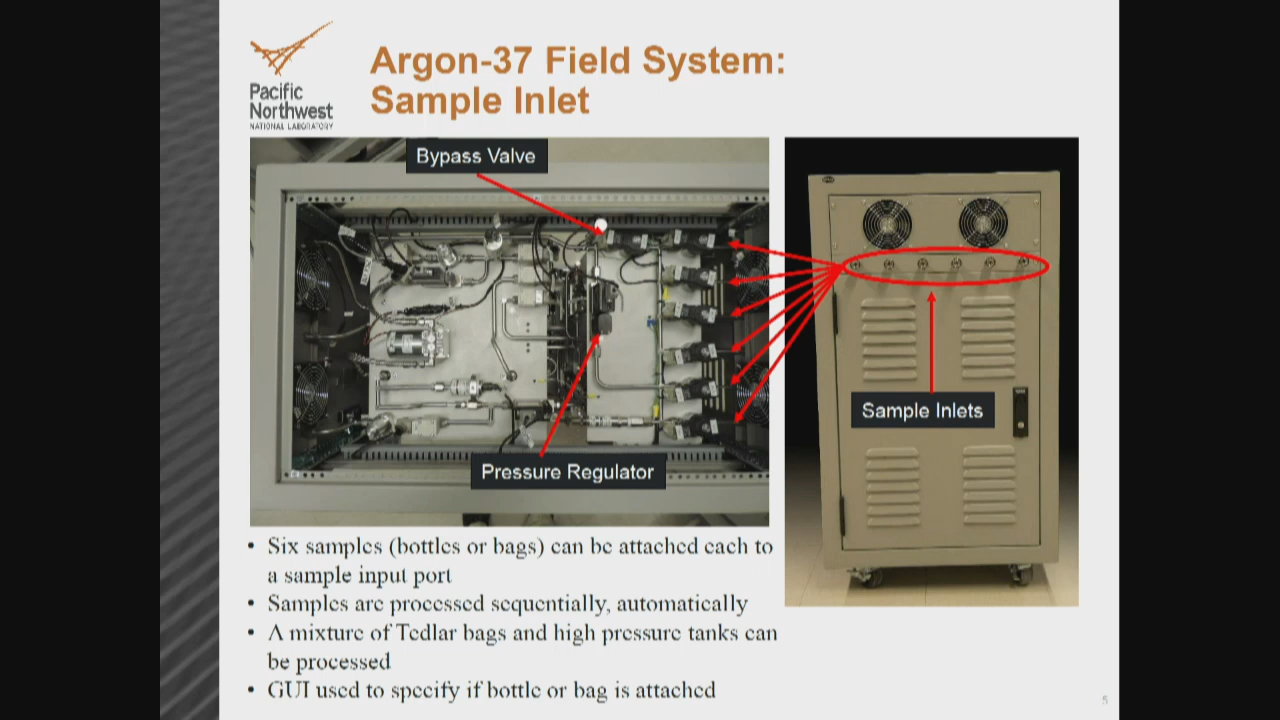 Pacific
Northwest
NATIONAL LABORATORY
Argon-37 Field System:
Sample Inlet
Bypass Valve
Sample Inlets
Pressure Regulator
• Six samples (bottles or bags) can be attached each to
a sample input port
• Samples are processed sequentially, automatically
• A mixture of Tedlar bags and high pressure tanks can
be processed
• GUI used to specify if bottle or bag is attached
5